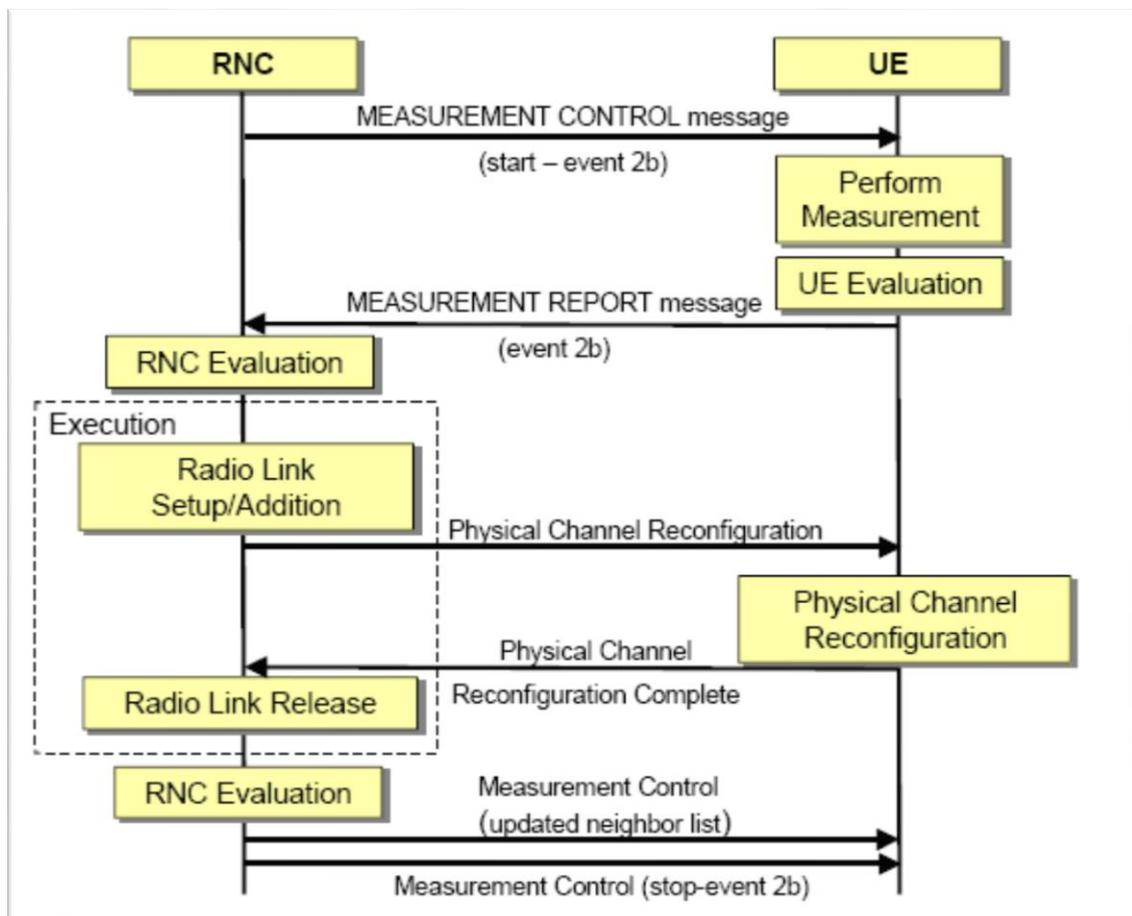 RNC
UE
MEASUREMENT CONTROL message
(start – event 2b)
Perform
Measurement
UE Evaluation
MEASUREMENT REPORT message
(event 2b)
RNC Evaluation
Execution
Radio Link
Setup/Addition
Physical Channel Reconfiguration
Physical Channel
Reconfiguration
Physical Channel
Reconfiguration Complete
Radio Link Release
RNC Evaluation
Measurement Control
(updated neighbor list)
Measurement Control (stop-event 2b)